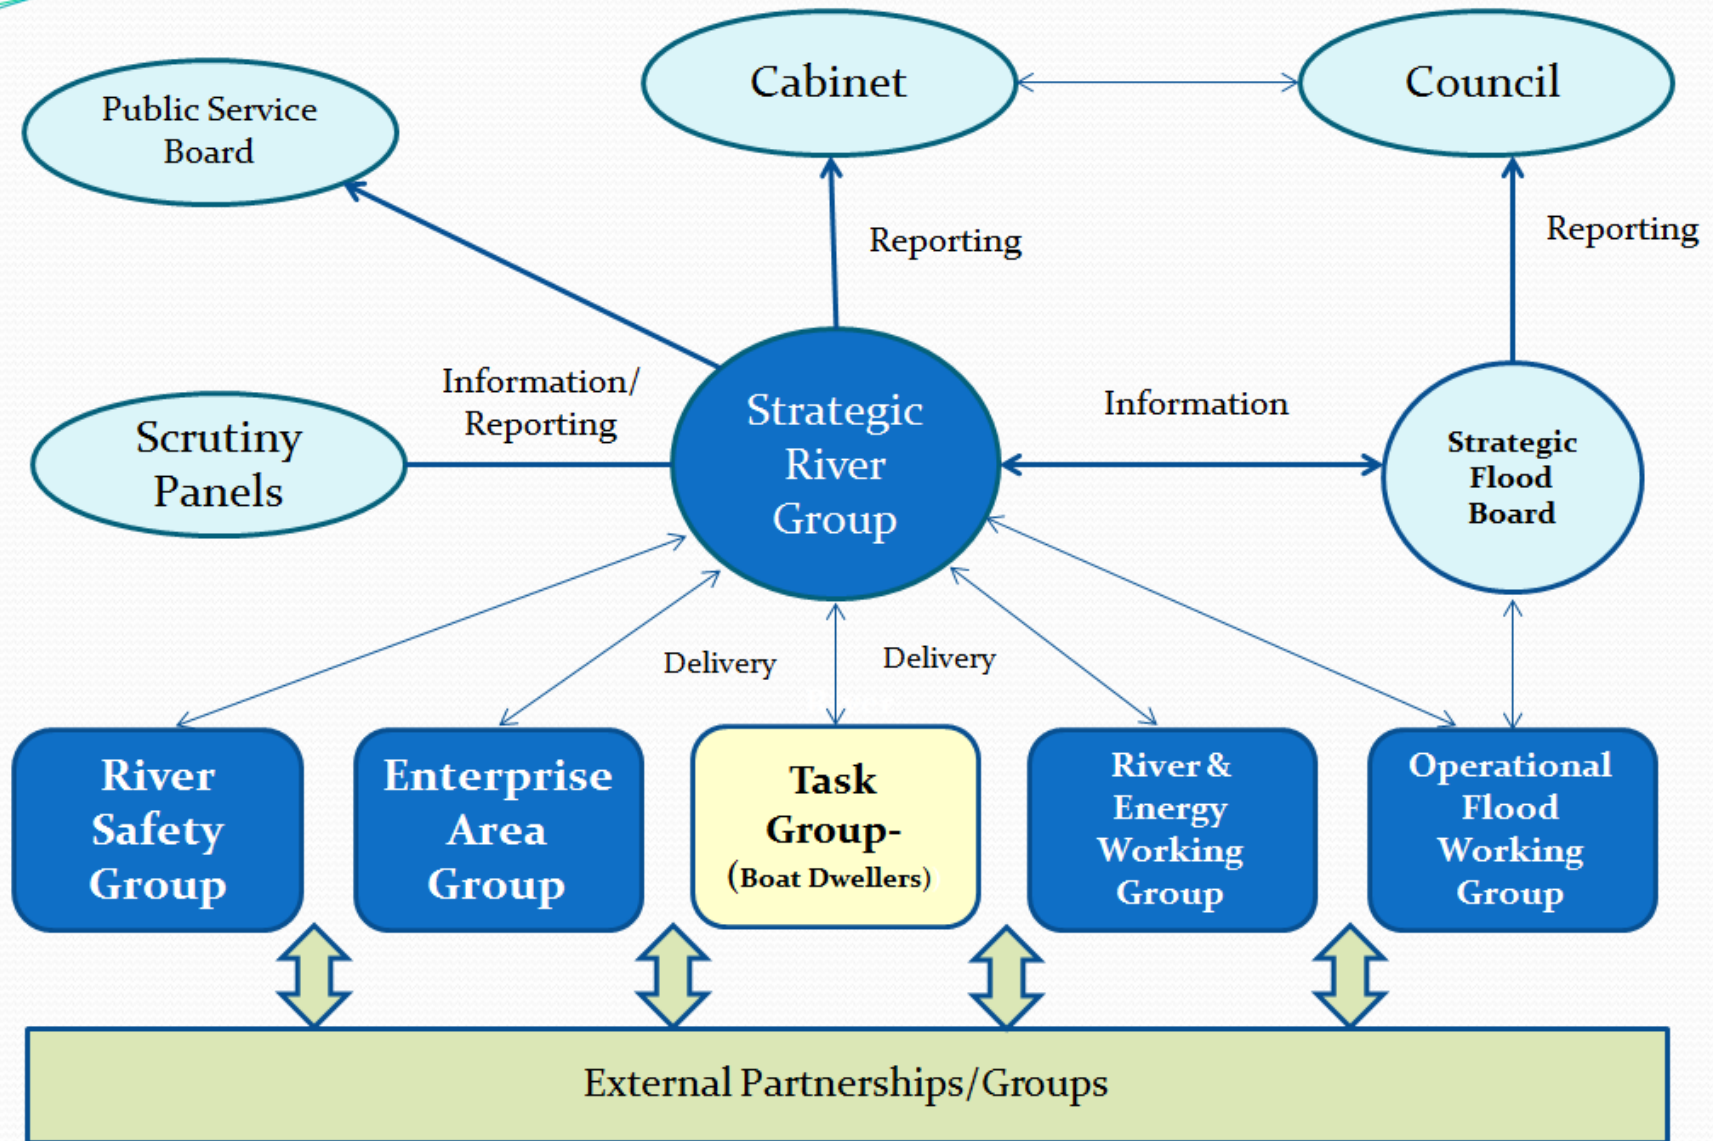 Public Service
Board
Cabinet
Council
Reporting
Reporting
Information/
Reporting
Information
Scrutiny
Panels
Strategic
River
Group
Strategic
Flood
Board
Delivery
Delivery
River
Safety
Group
Enterprise
Area
Group
Task
Group-
(Boat Dwellers)
River &
Energy
Working
Group
Operational
Flood
Working
Group
External Partnerships/Groups